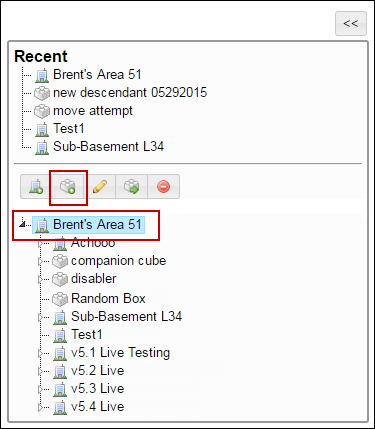 <<
Recent
Brent's Area 51
new descendant 05292015
move attempt
Test1
Sub-Basement L34
Brent's Area 51
Achooo
companion cube
disabler
Random Box
Sub-Basement L34
Test1
v5.1 Live Testing
v5.2 Live
v5.3 Live
v5.4 Live